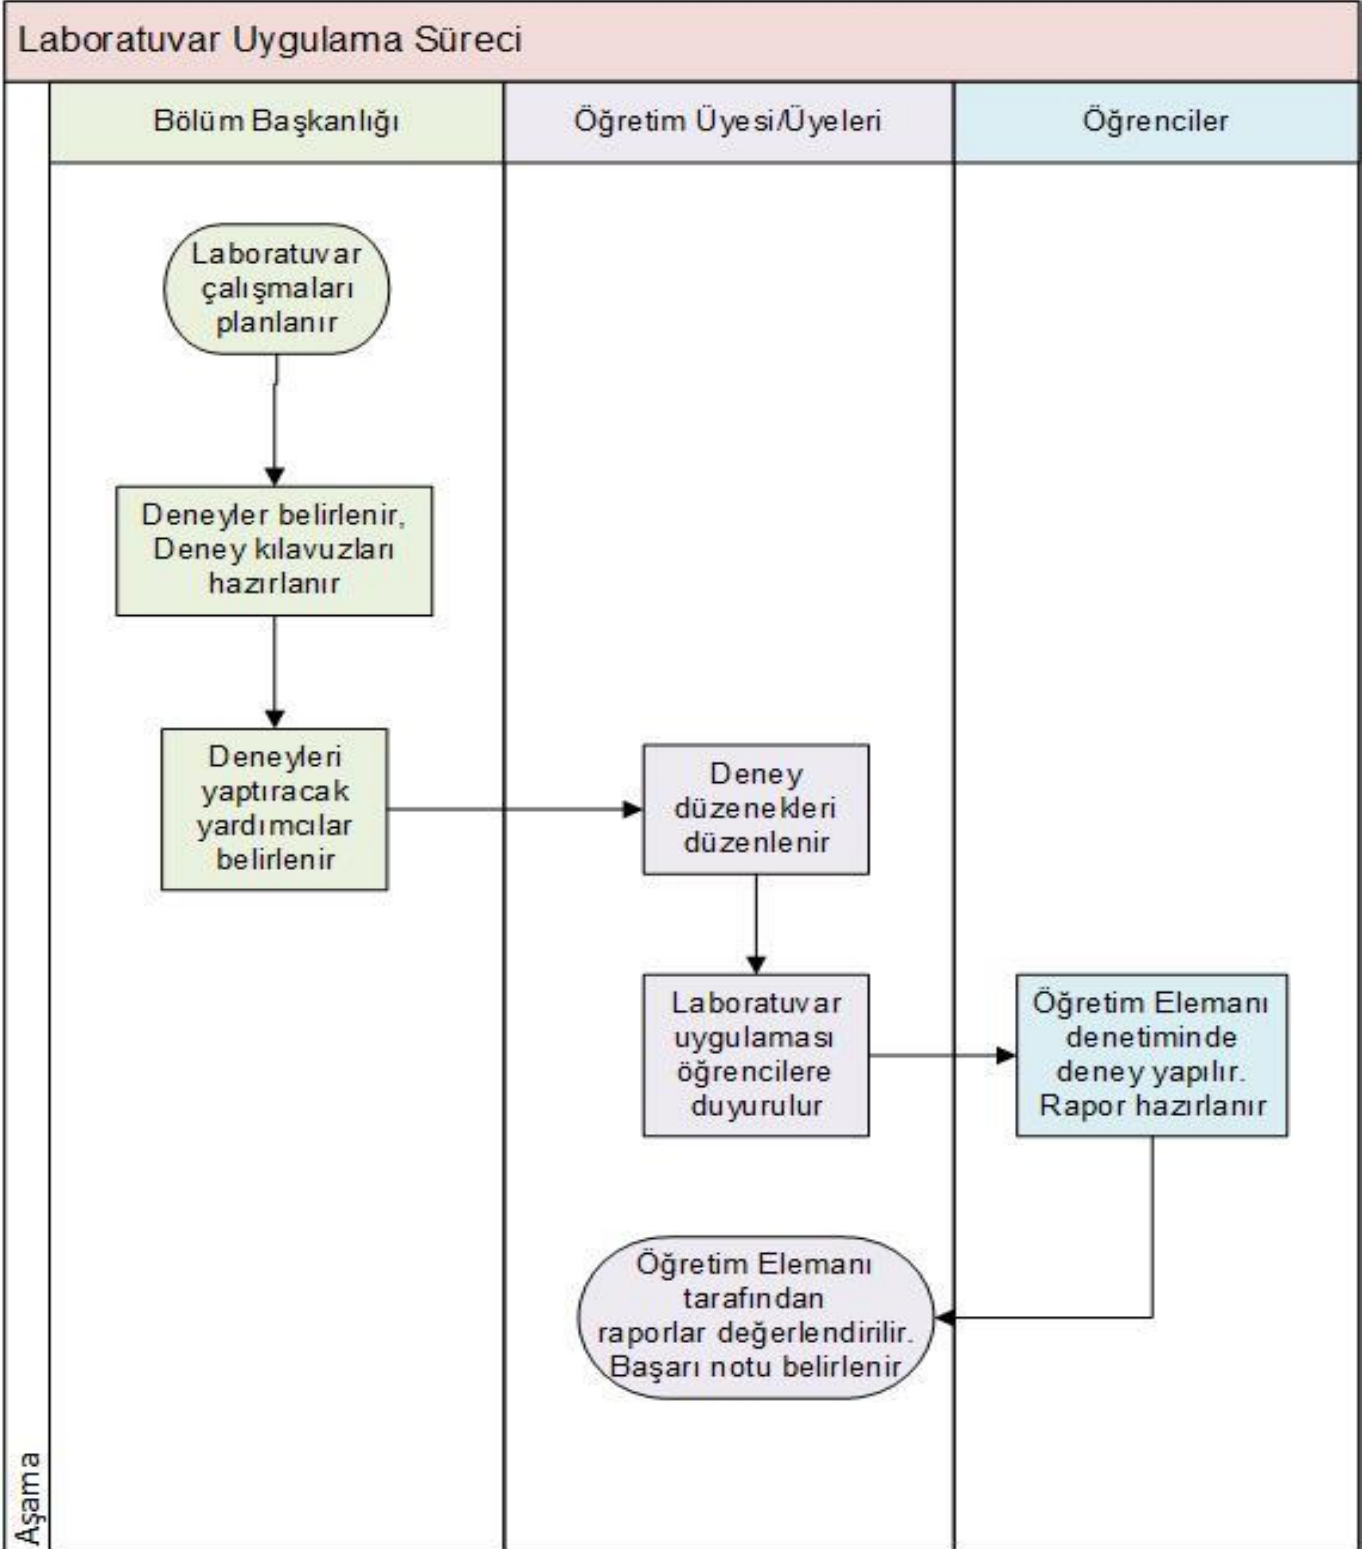 Laboratuvar Uygulama Süreci
Bölüm Başkanlığı
Öğretim Üyesi/Üyeleri
Öğrenciler
Laboratuvar
çalışmaları
planlanır
Deneyler belirlenir,
Deney kılavuzları
hazırlanır
Deneyleri
yaptıracak
yardımcılar
belirlenir
Deney
düzenekleri
düzenlenir
Laboratuvar
uygulaması
öğrencilere
duyurulur
Öğretim Elemanı
denetiminde
deney yapılır.
Rapor hazırlanır
Öğretim Elemanı
tarafından
raporlar değerlendirilir.
Başarı notu belirlenir
Aşama